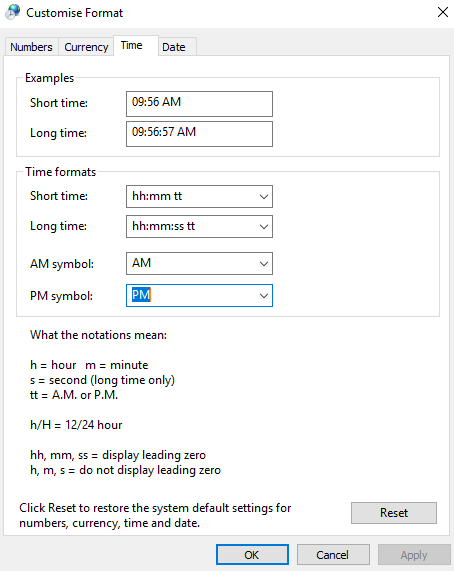 Customise Format
Numbers Currency Time Date
Examples
Short time: 09:56 AM
Long time: 09:56:57 AM
Time formats
Short time: hh:mm tt
Long time: hh:mm:ss tt
AM symbol: AM
PM symbol: PM
What the notations mean:
h = hour m = minute
s = second (long time only)
tt = A.M. or P.M.
h/H = 12/24 hour
hh, mm, ss = display leading zero
h, m, s = do not display leading zero
Click Reset to restore the system default settings for
numbers, currency, time and date.
Reset
OK Cancel Apply